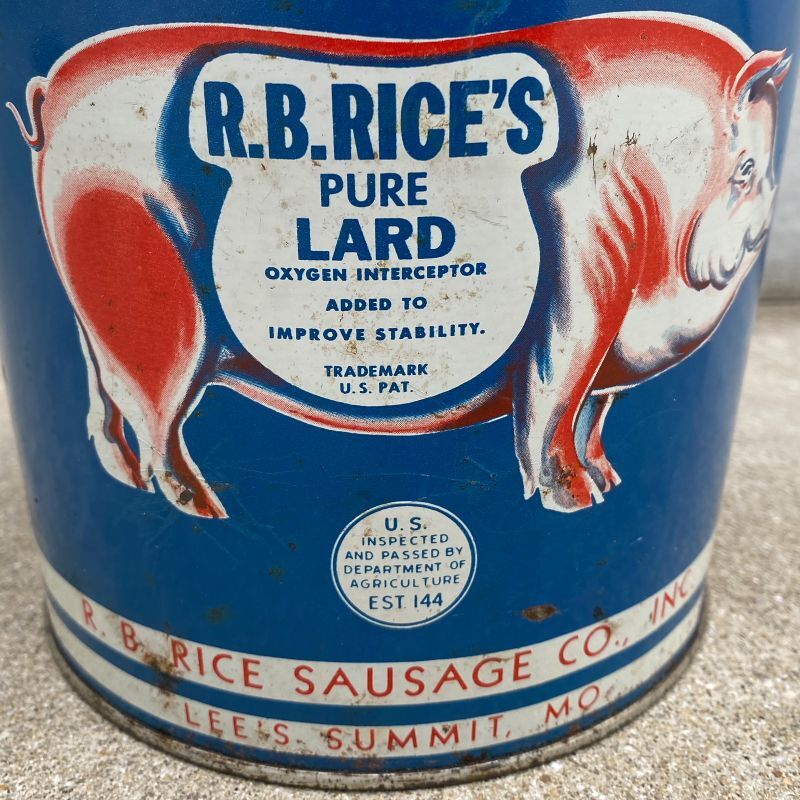 R.B.RICE'S
PURE
LARD
OXYGEN INTERCEPTOR
ADDED TO
IMPROVE STABILITY.
TRADEMARK
U.S. PAT.
U.S.
INSPECTED
AND PASSED BY
DEPARTMENT OF
AGRICULTURE
EST. 144
R. B. RICE SAUSAGE CO., INC.
LEE'S SUMMIT, MO.